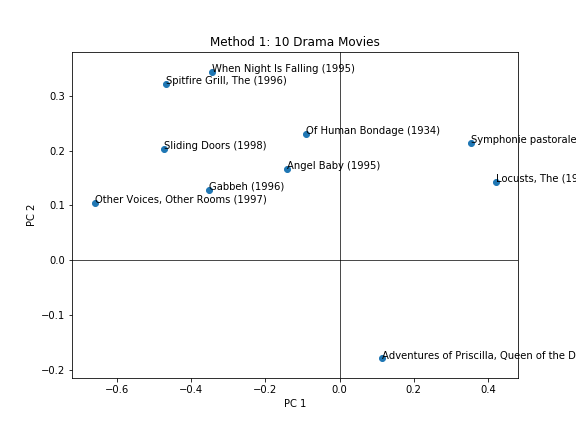 Method 1: 10 Drama Movies
When Night Is Falling (1995)
Spitfire Grill, The (1996)
Of Human Bondage (1934)
Symphonie pastorale
Sliding Doors (1998)
Angel Baby (1995)
Locusts, The (19
Gabbeh (1996)
Other Voices, Other Rooms (1997)
Adventures of Priscilla, Queen of the D
PC 2
0.3
0.2
0.1
0.0
−0.1
−0.2
−0.6
−0.4
−0.2
0.0
0.2
0.4
PC 1